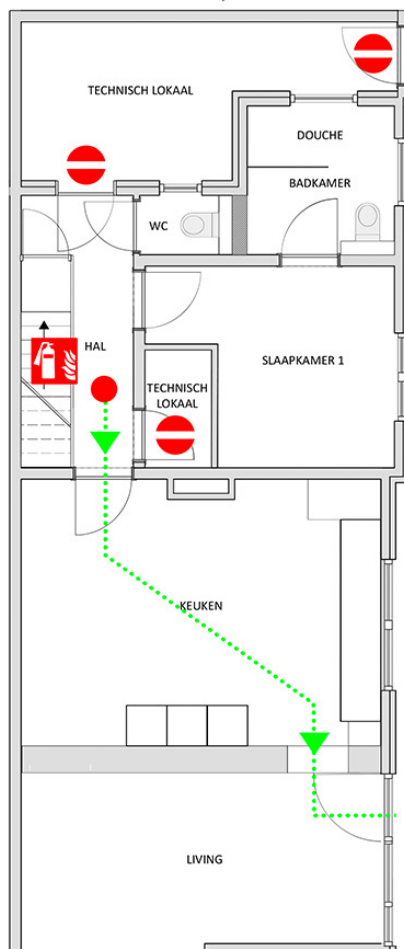 TECHNISCH LOKAAL
DOUCHE
BADKAMER
WC
HAL
SLAAPKAMER 1
TECHNISCH
LOKAAL
KEUKEN
LIVING